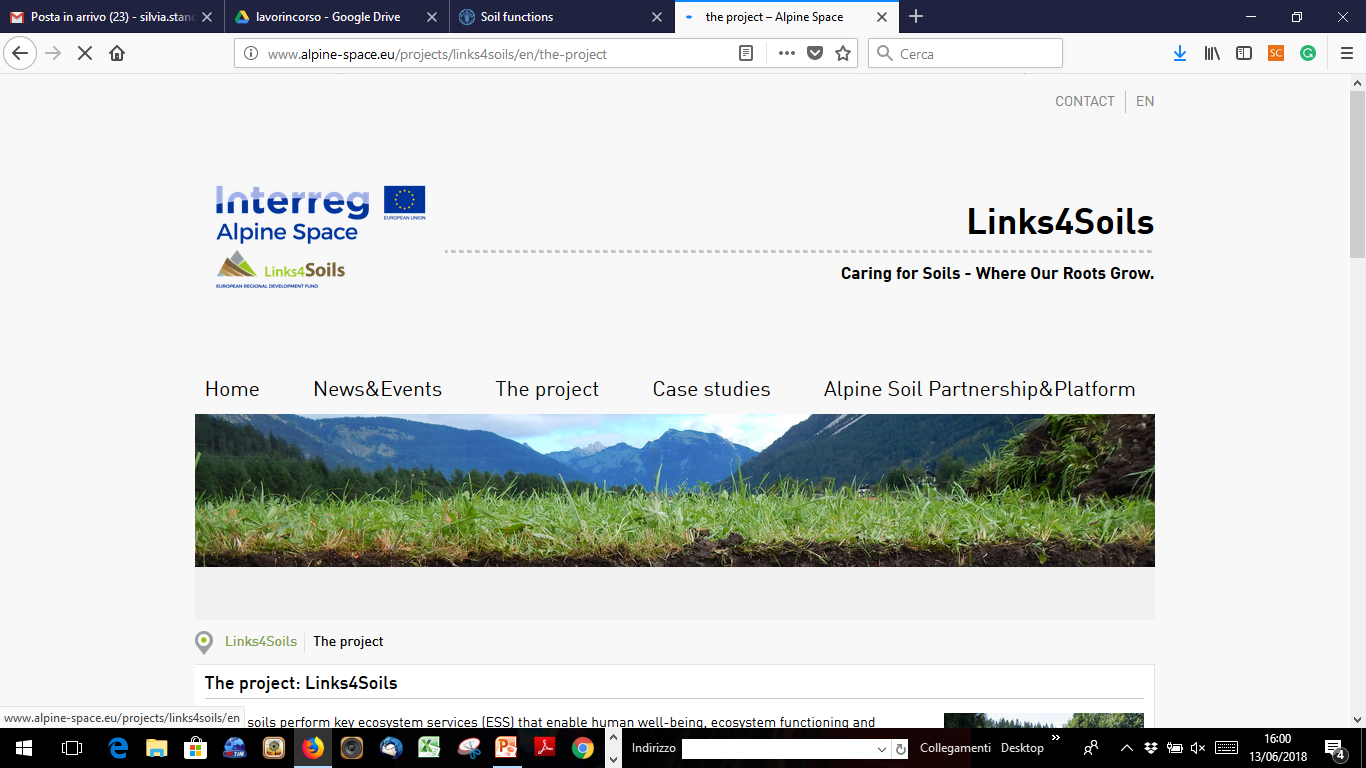 Posta in arrivo (23) - silvia.stanc
lavorincorso - Google Drive
Soil functions
the project – Alpine Space
www.alpine-space.eu/projects/links4soils/en/the-project
Cerca
SC
CONTACT
EN
Interreg
EUROPEAN UNION
Alpine Space
Links4Soils
EUROPEAN REGIONAL DEVELOPMENT FUND
Links4Soils
Caring for Soils - Where Our Roots Grow.
Home
News&Events
The project
Case studies
Alpine Soil Partnership&Platform
Links4Soils
The project
The project: Links4Soils
soils perform key ecosystem services (ESS) that enable human well-being, ecosystem functioning and
www.alpine-space.eu/projects/links4soils/en
Indirizzo
Collegamenti
Desktop
16:00
13/06/2018
4